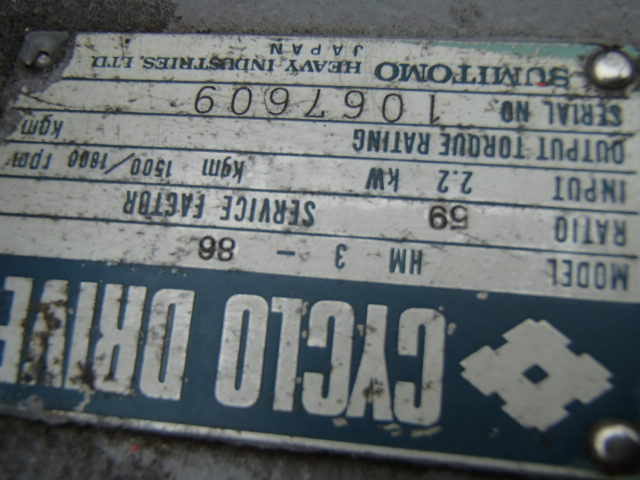 CYCLO DRIVE
MODEL HM 3 - 86
RATIO 59 SERVICE FACTOR
INPUT 2.2 kW kgm 1500/1800 rpm
OUTPUT TORQUE RATING kgm
SERIAL NO 1067609
SUMITOMO HEAVY INDUSTRIES, LTD.
JAPAN